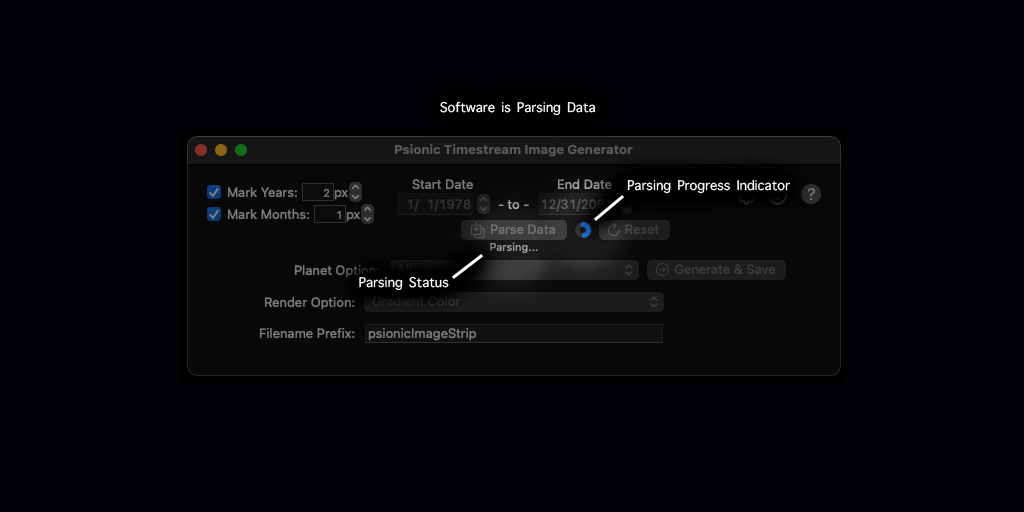 Software is Parsing Data
Psionic Timestream Image Generator
Mark Years: 2 px
Start Date
End Date
Parsing Progress Indicator
?
Mark Months: 1 px
1/ 1/1978
- to -
12/31/20
Parse Data
Reset
Parsing...
Planet Option:
Generate & Save
Parsing Status
Render Option: Gradient Color
Filename Prefix: psionicImageStrip